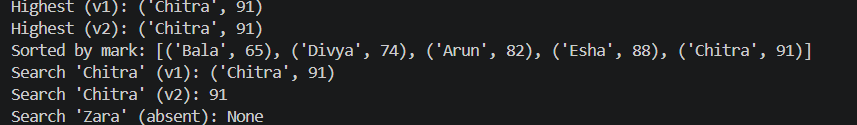 Highest (v1): ('Chitra', 91)
Highest (v2): ('Chitra', 91)
Sorted by mark: [('Bala', 65), ('Divya', 74), ('Arun', 82), ('Esha', 88), ('Chitra', 91)]
Search 'Chitra' (v1): ('Chitra', 91)
Search 'Chitra' (v2): 91
Search 'Zara' (absent): None